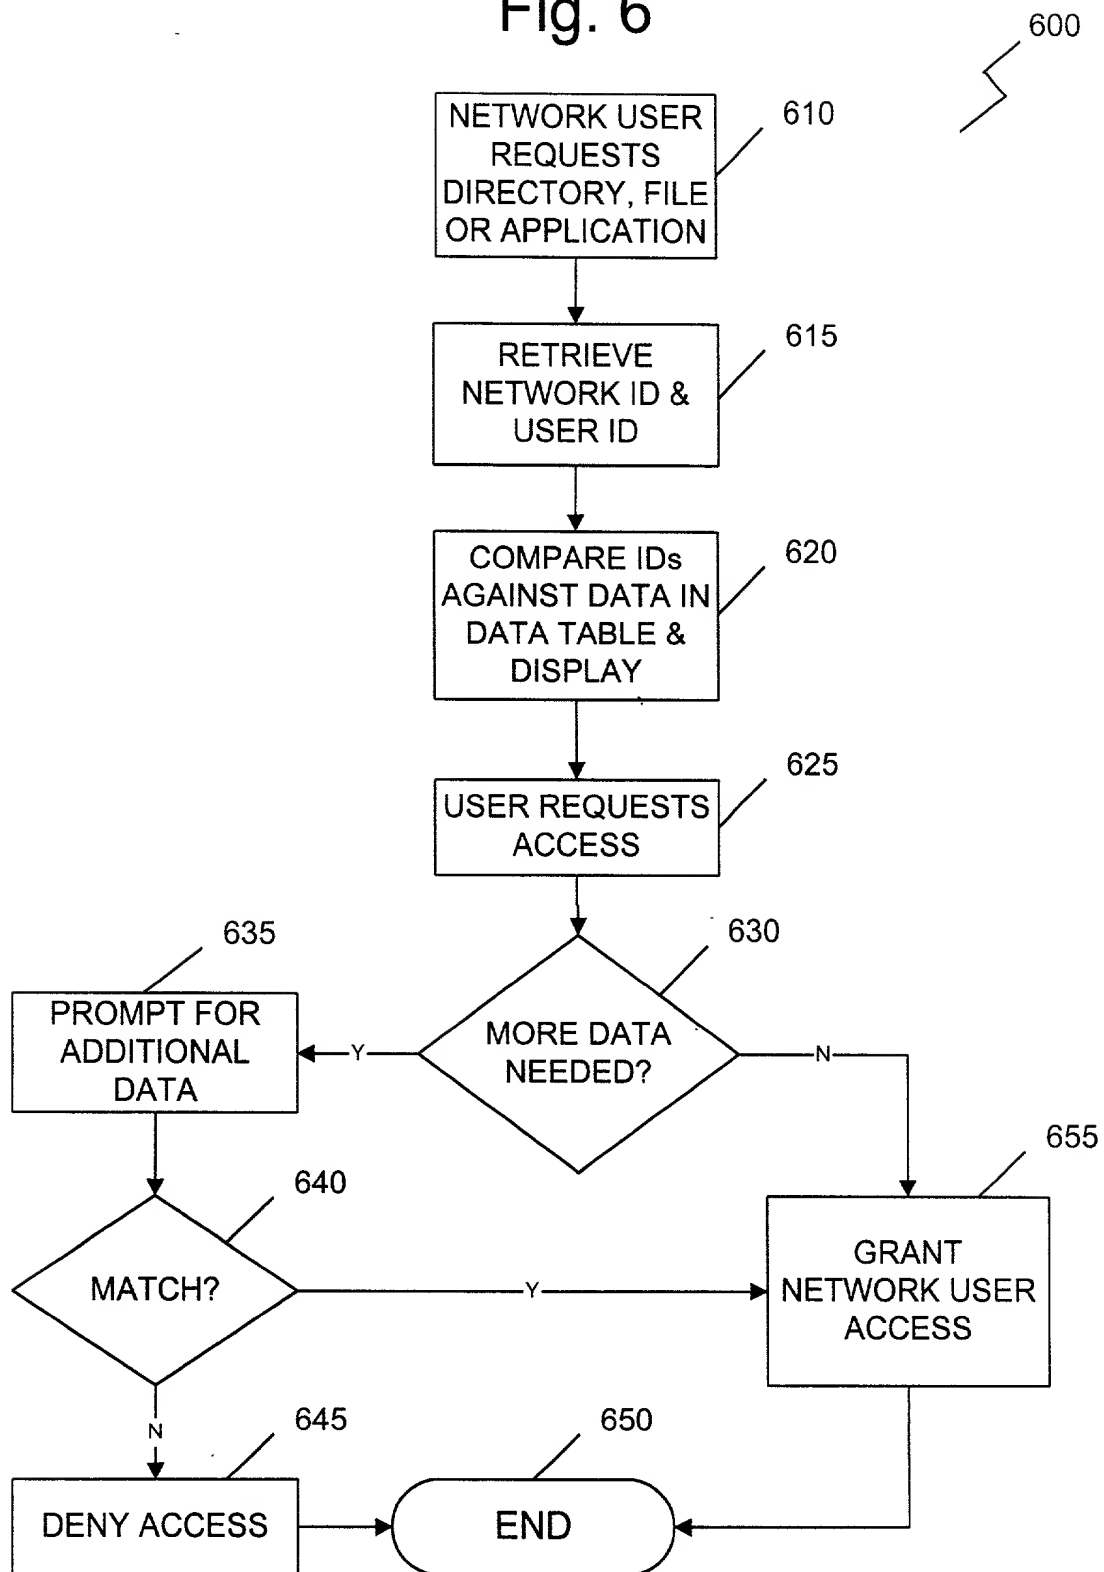 Fig. 6
600
NETWORK USER
REQUESTS
DIRECTORY, FILE
OR APPLICATION
610
RETRIEVE
NETWORK ID &
USER ID
615
COMPARE IDs
AGAINST DATA IN
DATA TABLE &
DISPLAY
620
USER REQUESTS
ACCESS
625
MORE DATA
NEEDED?
630
Y
N
PROMPT FOR
ADDITIONAL
DATA
635
MATCH?
640
Y
N
GRANT
NETWORK USER
ACCESS
655
DENY ACCESS
645
END
650